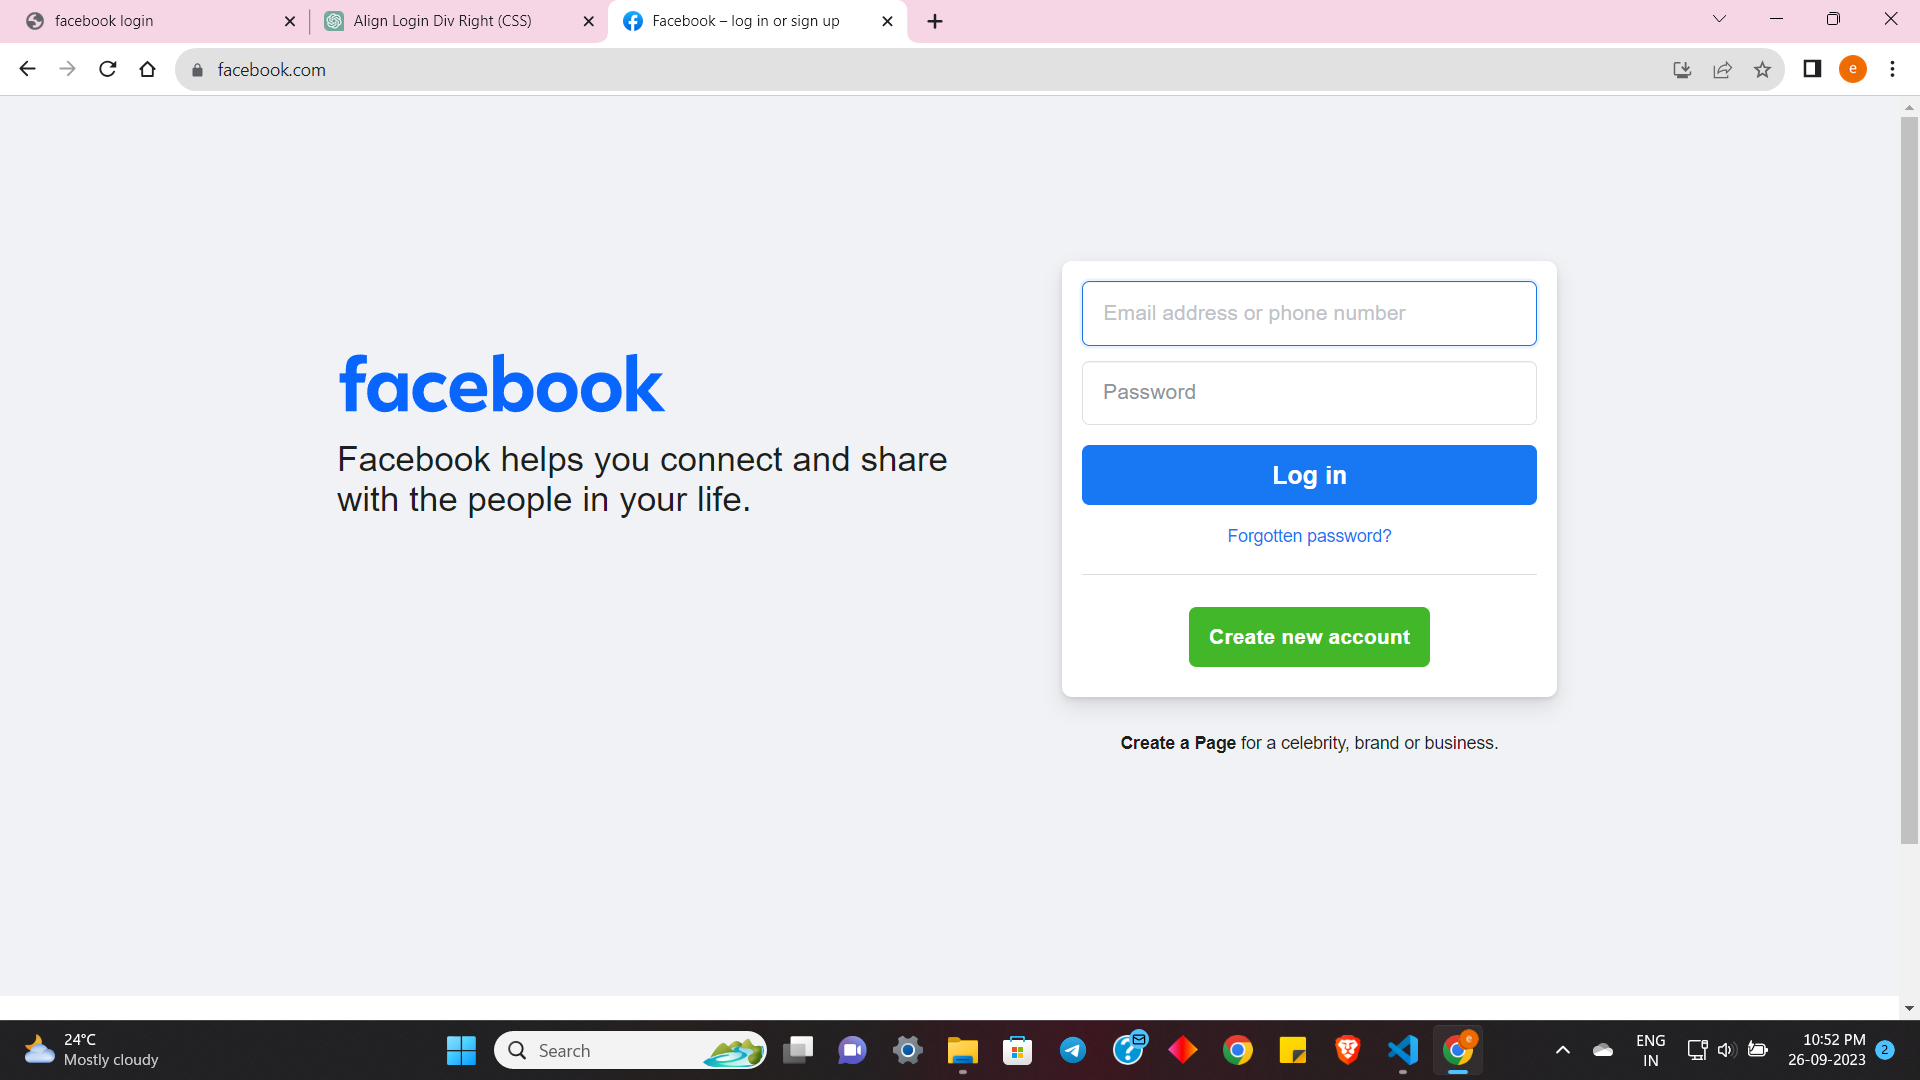 facebook login
Align Login Div Right (CSS)
Facebook – log in or sign up
facebook.com
e
Email address or phone number
Password
facebook
Facebook helps you connect and share
with the people in your life.
Log in
Forgotten password?
Create new account
Create a Page for a celebrity, brand or business.
24°C
Mostly cloudy
Search
e
ENG
IN
10:52 PM
26-09-2023
2